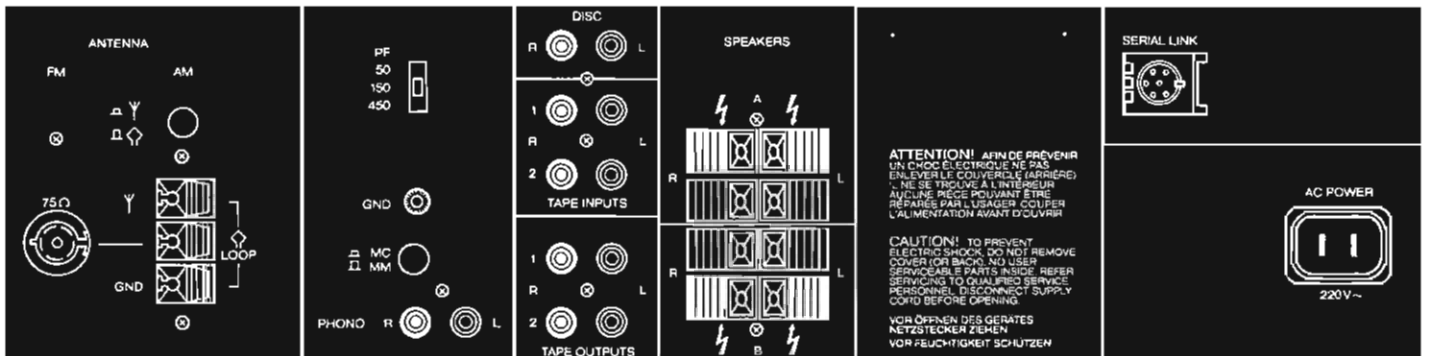 ANTENNA
FM
AM
75Ω
LOOP
GND
PF
50
150
450
GND
MC
MM
PHONO R L
DISC
R L
1
R L
2
TAPE INPUTS
1
R L
2
TAPE OUTPUTS
SPEAKERS
A
R L
R L
B
ATTENTION! AFIN DE PRÉVENIR
UN CHOC ÉLECTRIQUE NE PAS
ENLEVER LE COUVERCLE (ARRIÈRE)
NE SE TROUVE À L'INTÉRIEUR
AUCUNE PIÈCE POUVANT ÊTRE
RÉPARÉE PAR L'USAGER COUPER
L'ALIMENTATION AVANT D'OUVRIR
CAUTION! TO PREVENT
ELECTRIC SHOCK, DO NOT REMOVE
COVER (OR BACK). NO USER
SERVICEABLE PARTS INSIDE. REFER
SERVICING TO QUALIFIED SERVICE
PERSONNEL. DISCONNECT SUPPLY
CORD BEFORE OPENING.
VOR ÖFFNEN DES GERÄTES
NETZSTECKER ZIEHEN
VOR FEUCHTIGKEIT SCHÜTZEN
SERIAL LINK
AC POWER
220V~